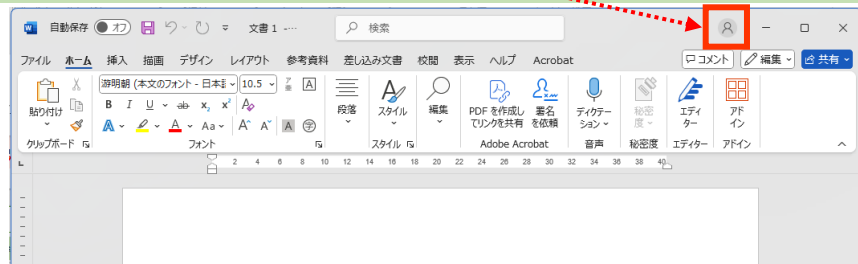 自動保存 オフ 文書 1 -… 検索
ファイル ホーム 挿入 描画 デザイン レイアウト 参考資料 差し込み文書 校閲 表示 ヘルプ Acrobat コメント 編集 共有
游明朝 (本文のフォント - 日本語 10.5
貼り付け B I U ab x₂ x² A 段落 スタイル 編集 PDF を作成してリンクを共有 署名を依頼 ディクテーション 秘密度 エディター アドイン
A A Aa A^ A˅ A 字
クリップボード フォント スタイル Adobe Acrobat 音声 秘密度 エディター アドイン
2 4 6 8 10 12 14 16 18 20 22 24 26 28 30 32 34 36 38 40